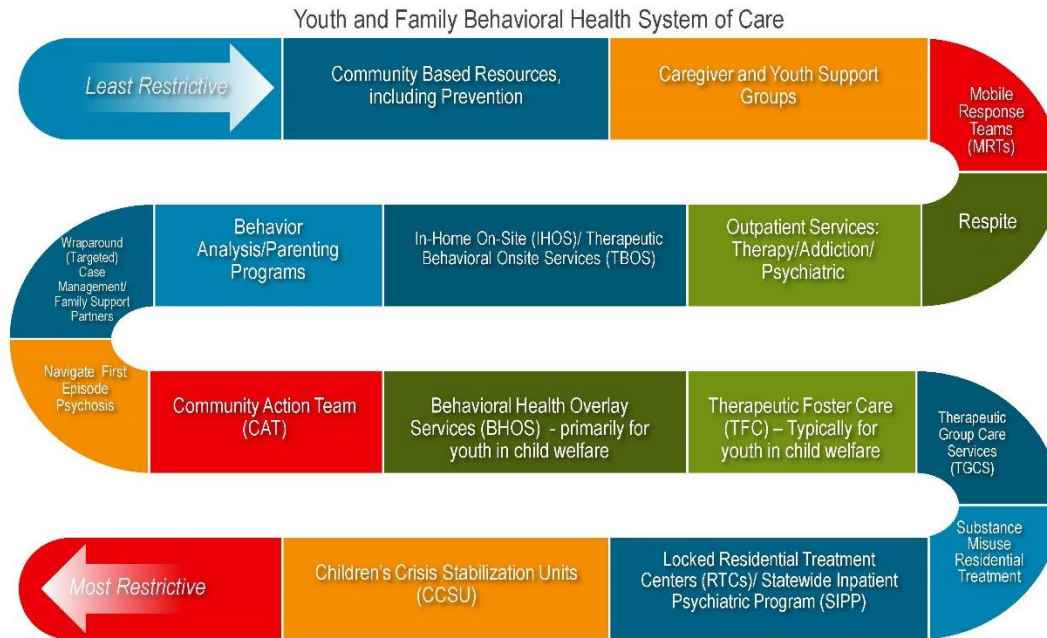 Youth and Family Behavioral Health System of Care
Least Restrictive
Community Based Resources,
including Prevention
Caregiver and Youth Support
Groups
Mobile
Response
Teams
(MRTs)
Respite
Outpatient Services:
Therapy/Addiction/
Psychiatric
In-Home On-Site (IHOS)/ Therapeutic
Behavioral Onsite Services (TBOS)
Behavior
Analysis/Parenting
Programs
Wraparound
(Targeted)
Case
Management/
Family Support
Partners
Navigate First
Episode
Psychosis
Community Action Team
(CAT)
Behavioral Health Overlay
Services (BHOS) - primarily for
youth in child welfare
Therapeutic Foster Care
(TFC) – Typically for
youth in child welfare
Therapeutic
Group Care
Services
(TGCS)
Substance
Misuse
Residential
Treatment
Locked Residential Treatment
Centers (RTCs)/ Statewide Inpatient
Psychiatric Program (SIPP)
Children's Crisis Stabilization Units
(CCSU)
Most Restrictive